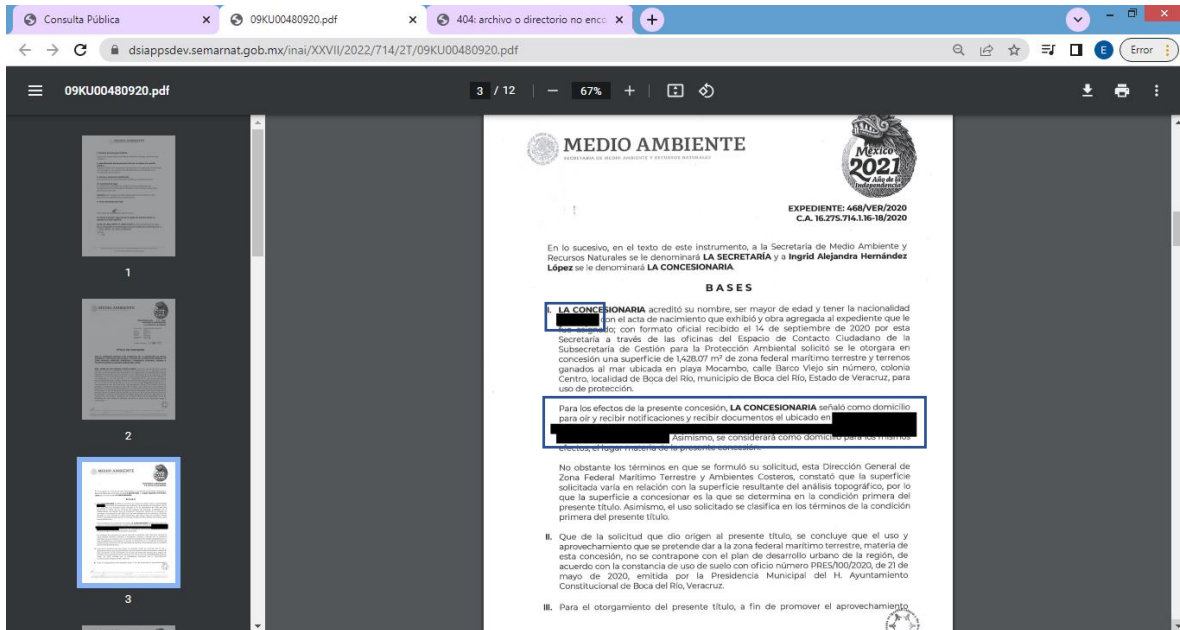 Consulta Pública
09KU00480920.pdf
404: archivo o directorio no enco
dsiappsdev.semarnat.gob.mx/inai/XXVII/2022/714/2T/09KU00480920.pdf
E
Error
09KU00480920.pdf
3 / 12
67%
1
2
3
MEDIO AMBIENTE
SECRETARÍA DE MEDIO AMBIENTE Y RECURSOS NATURALES
México
2021
Año de la
Independencia
EXPEDIENTE: 468/VER/2020
C.A. 16.27S.714.1.16-18/2020
En lo sucesivo, en el texto de este instrumento, a la Secretaría de Medio Ambiente y
Recursos Naturales se le denominará LA SECRETARÍA y a Ingrid Alejandra Hernández
López se le denominará LA CONCESIONARIA.
BASES
I. LA CONCESIONARIA acreditó su nombre, ser mayor de edad y tener la nacionalidad
con el acta de nacimiento que exhibió y obra agregada al expediente que le
fue asignado; con formato oficial recibido el 14 de septiembre de 2020 por esta
Secretaría a través de las oficinas del Espacio de Contacto Ciudadano de la
Subsecretaría de Gestión para la Protección Ambiental solicitó se le otorgara en
concesión una superficie de 1,428.07 m² de zona federal marítimo terrestre y terrenos
ganados al mar ubicada en playa Mocambo, calle Barco Viejo sin número, colonia
Centro, localidad de Boca del Río, municipio de Boca del Río, Estado de Veracruz, para
uso de protección.
Para los efectos de la presente concesión, LA CONCESIONARIA señaló como domicilio
para oír y recibir notificaciones y recibir documentos el ubicado en
Asimismo, se considerará como domicilio para los mismos
efectos, el lugar materia de la presente concesión.
No obstante los términos en que se formuló su solicitud, esta Dirección General de
Zona Federal Marítimo Terrestre y Ambientes Costeros, constató que la superficie
solicitada varía en relación con la superficie resultante del análisis topográfico, por lo
que la superficie a concesionar es la que se determina en la condición primera del
presente título. Asimismo, el uso solicitado se clasifica en los términos de la condición
primera del presente título.
II. Que de la solicitud que dio origen al presente título, se concluye que el uso y
aprovechamiento que se pretende dar a la zona federal marítimo terrestre, materia de
esta concesión, no se contrapone con el plan de desarrollo urbano de la región, de
acuerdo con la constancia de uso de suelo con oficio número PRES/100/2020, de 21 de
mayo de 2020, emitida por la Presidencia Municipal del H. Ayuntamiento
Constitucional de Boca del Río, Veracruz.
III. Para el otorgamiento del presente título, a fin de promover el aprovechamiento